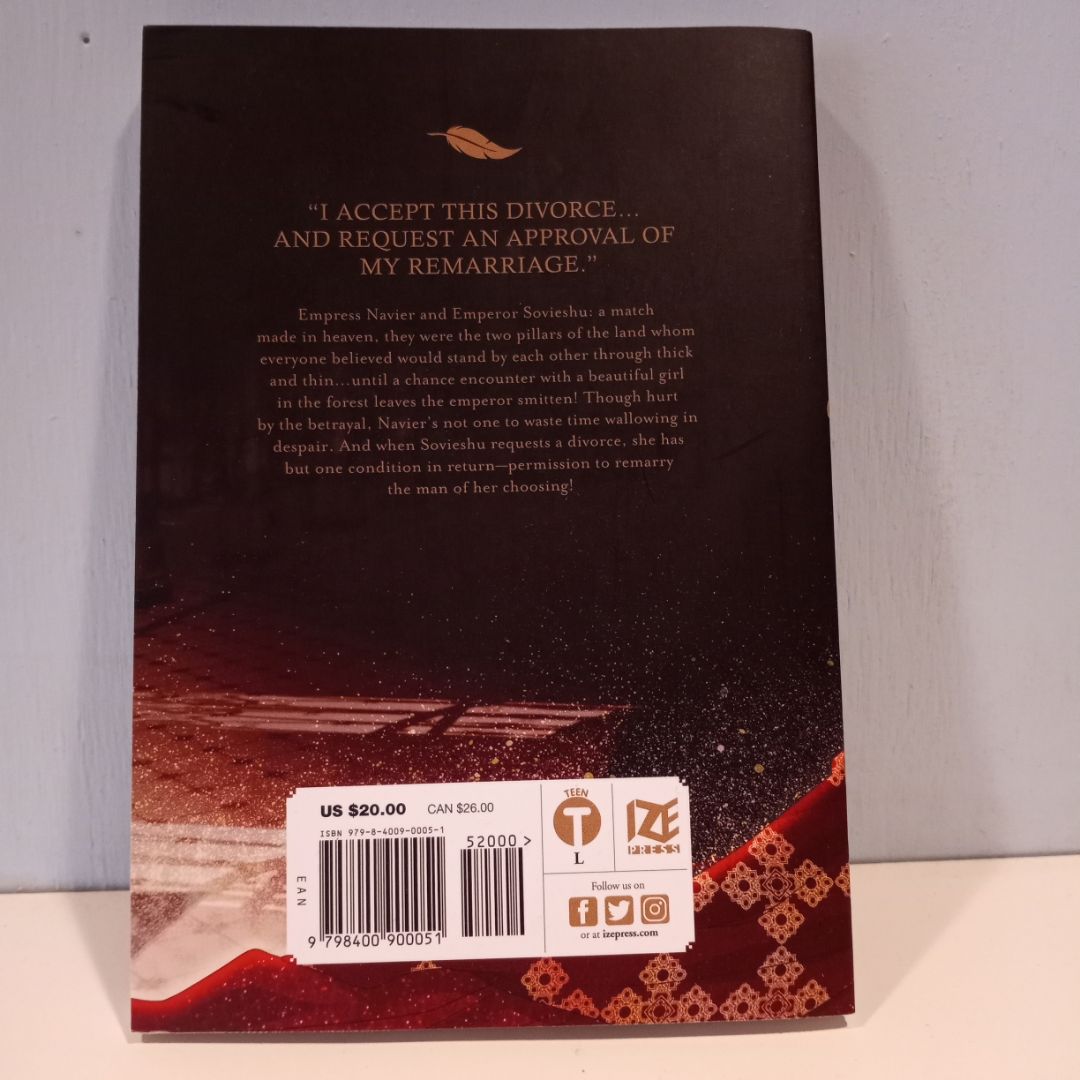 “I ACCEPT THIS DIVORCE...
AND REQUEST AN APPROVAL OF
MY REMARRIAGE.”
Empress Navier and Emperor Sovieshu: a match
made in heaven, they were the two pillars of the land whom
everyone believed would stand by each other through thick
and thin...until a chance encounter with a beautiful girl
in the forest leaves the emperor smitten! Though hurt
by the betrayal, Navier’s not one to waste time wallowing in
despair. And when Sovieshu requests a divorce, she has
but one condition in return—permission to remarry
the man of her choosing!
US $20.00 CAN $26.00
ISBN 979-8-4009-0005-1
52000 >
EAN
9 798400 900051
TEEN
T
L
IZE
PRESS
Follow us on
or at izepress.com